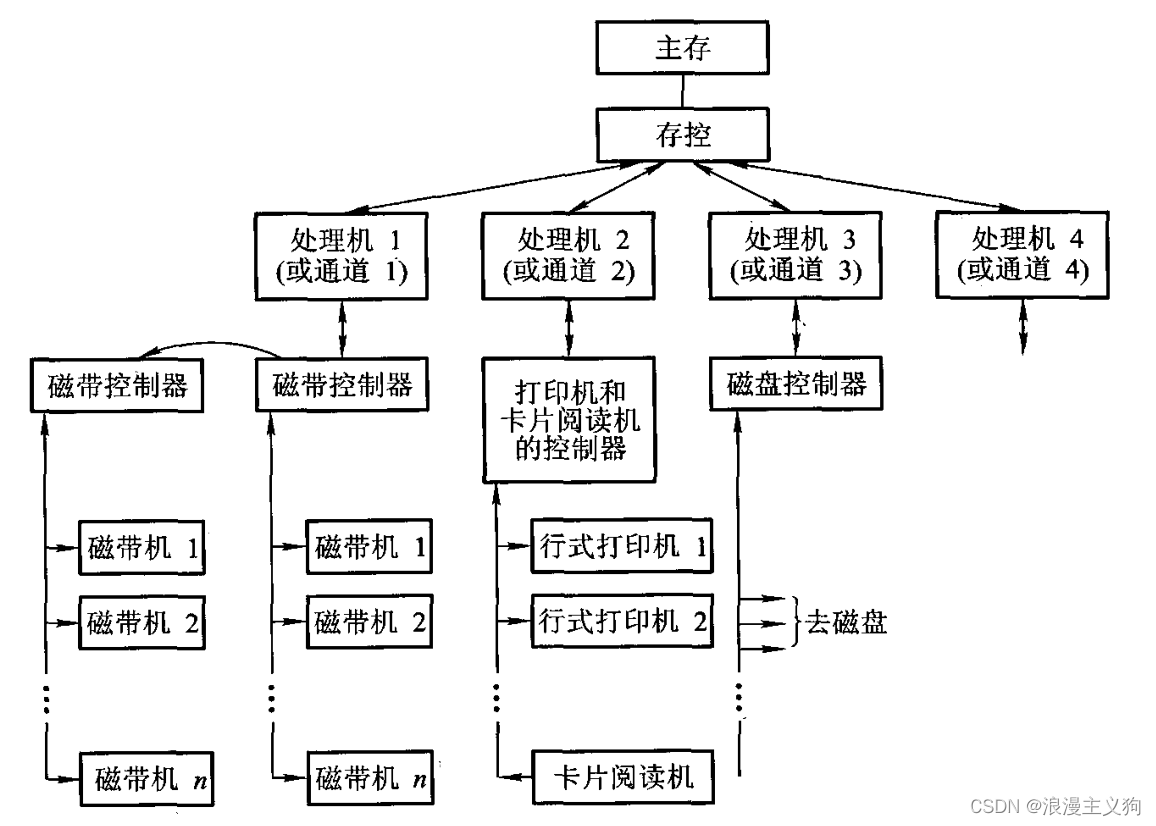 主存
存控
处理机 1
(或通道 1)
处理机 2
(或通道 2)
处理机 3
(或通道 3)
处理机 4
(或通道 4)
磁带控制器
磁带控制器
打印机和
卡片阅读机
的控制器
磁盘控制器
磁带机 1
磁带机 1
行式打印机 1
磁带机 2
磁带机 2
行式打印机 2
去磁盘
⋮
⋮
⋮
⋮
磁带机 n
磁带机 n
卡片阅读机
CSDN @浪漫主义狗